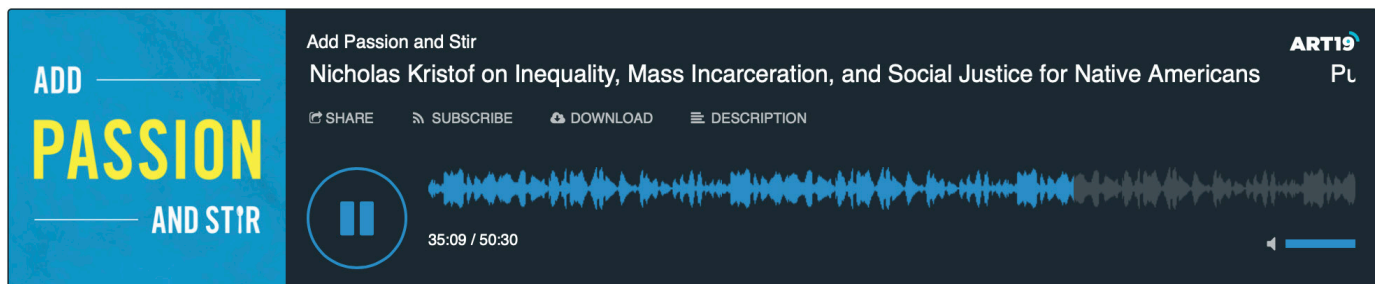 ADD
PASSION
AND STIR
Add Passion and Stir
ART19
Nicholas Kristof on Inequality, Mass Incarceration, and Social Justice for Native Americans
SHARE SUBSCRIBE DOWNLOAD DESCRIPTION
35:09 / 50:30